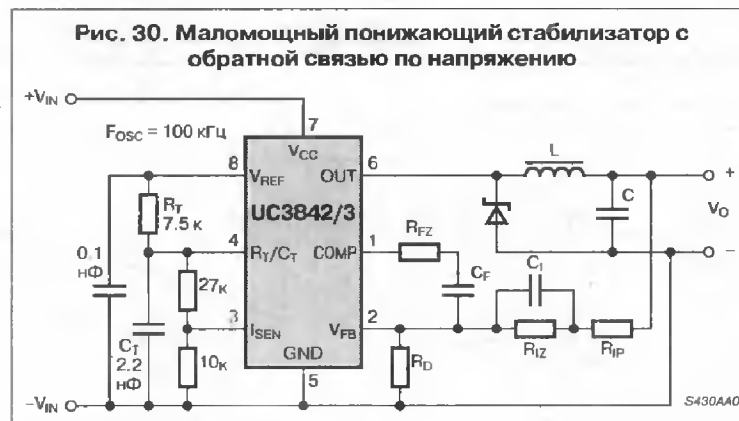 Рис. 30. Маломощный понижающий стабилизатор с
обратной связью по напряжению
+VIN
FOSC = 100 кГц
7
VCC
8
VREF
OUT
6
L
+
RT
7.5 к
UC3842/3
C
VO
4
RT/CT
COMP
1
RFZ
−
0.1
нФ
27к
CF
CI
3
ISEN
VFB
2
CT
2.2
нФ
10к
GND
RD
RIZ
RIP
5
−VIN
S430AA0